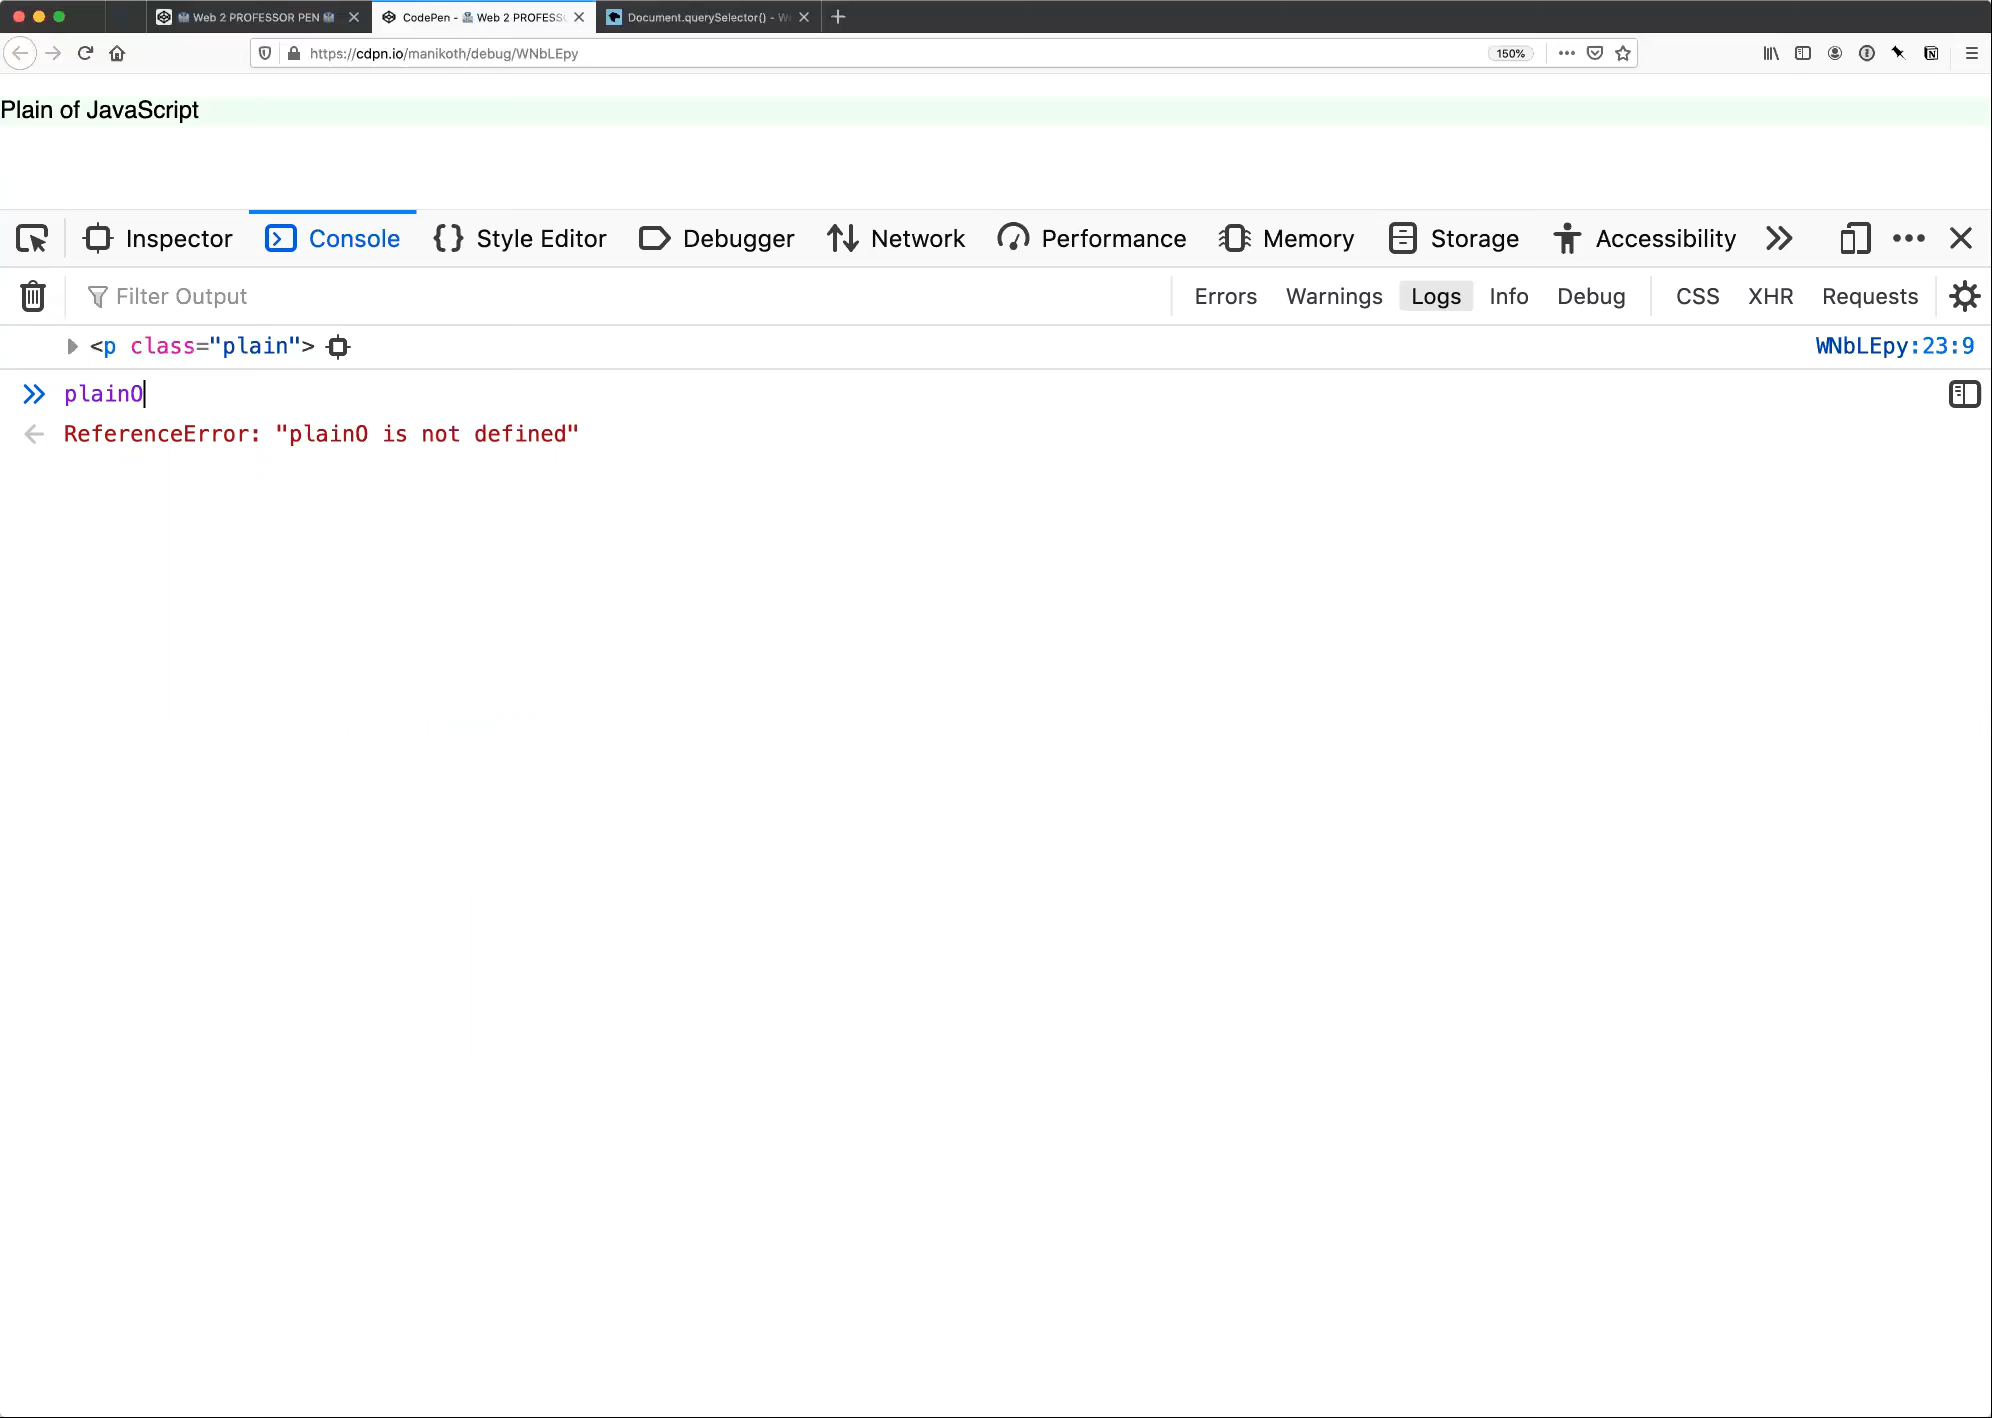 Web 2 PROFESSOR PEN
CodePen - Web 2 PROFESS
Document.querySelector() - W
https://cdpn.io/manikoth/debug/WNbLEpy
150%
Plain of JavaScript
Inspector
Console
Style Editor
Debugger
Network
Performance
Memory
Storage
Accessibility
Filter Output
Errors
Warnings
Logs
Info
Debug
CSS
XHR
Requests
<p class="plain">
WNbLEpy:23:9
plainO
ReferenceError: "plainO is not defined"